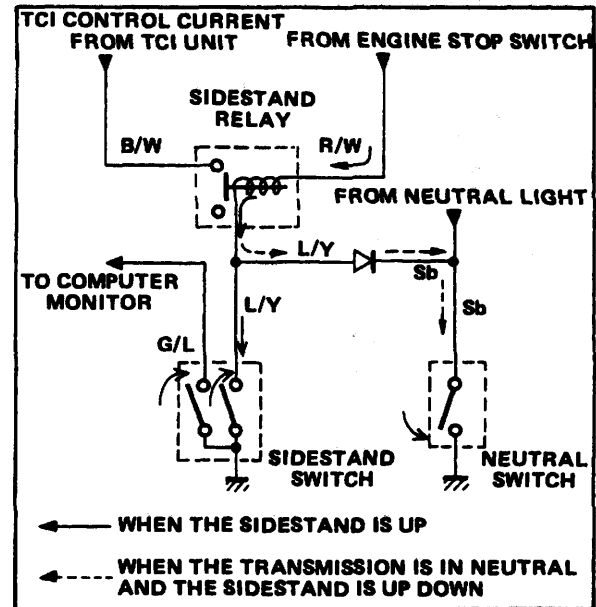 TCI CONTROL CURRENT
FROM TCI UNIT
FROM ENGINE STOP SWITCH
SIDESTAND
RELAY
B/W
R/W
FROM NEUTRAL LIGHT
L/Y
Sb
TO COMPUTER
MONITOR
L/Y
Sb
G/L
SIDESTAND
SWITCH
NEUTRAL
SWITCH
WHEN THE SIDESTAND IS UP
WHEN THE TRANSMISSION IS IN NEUTRAL
AND THE SIDESTAND IS UP DOWN